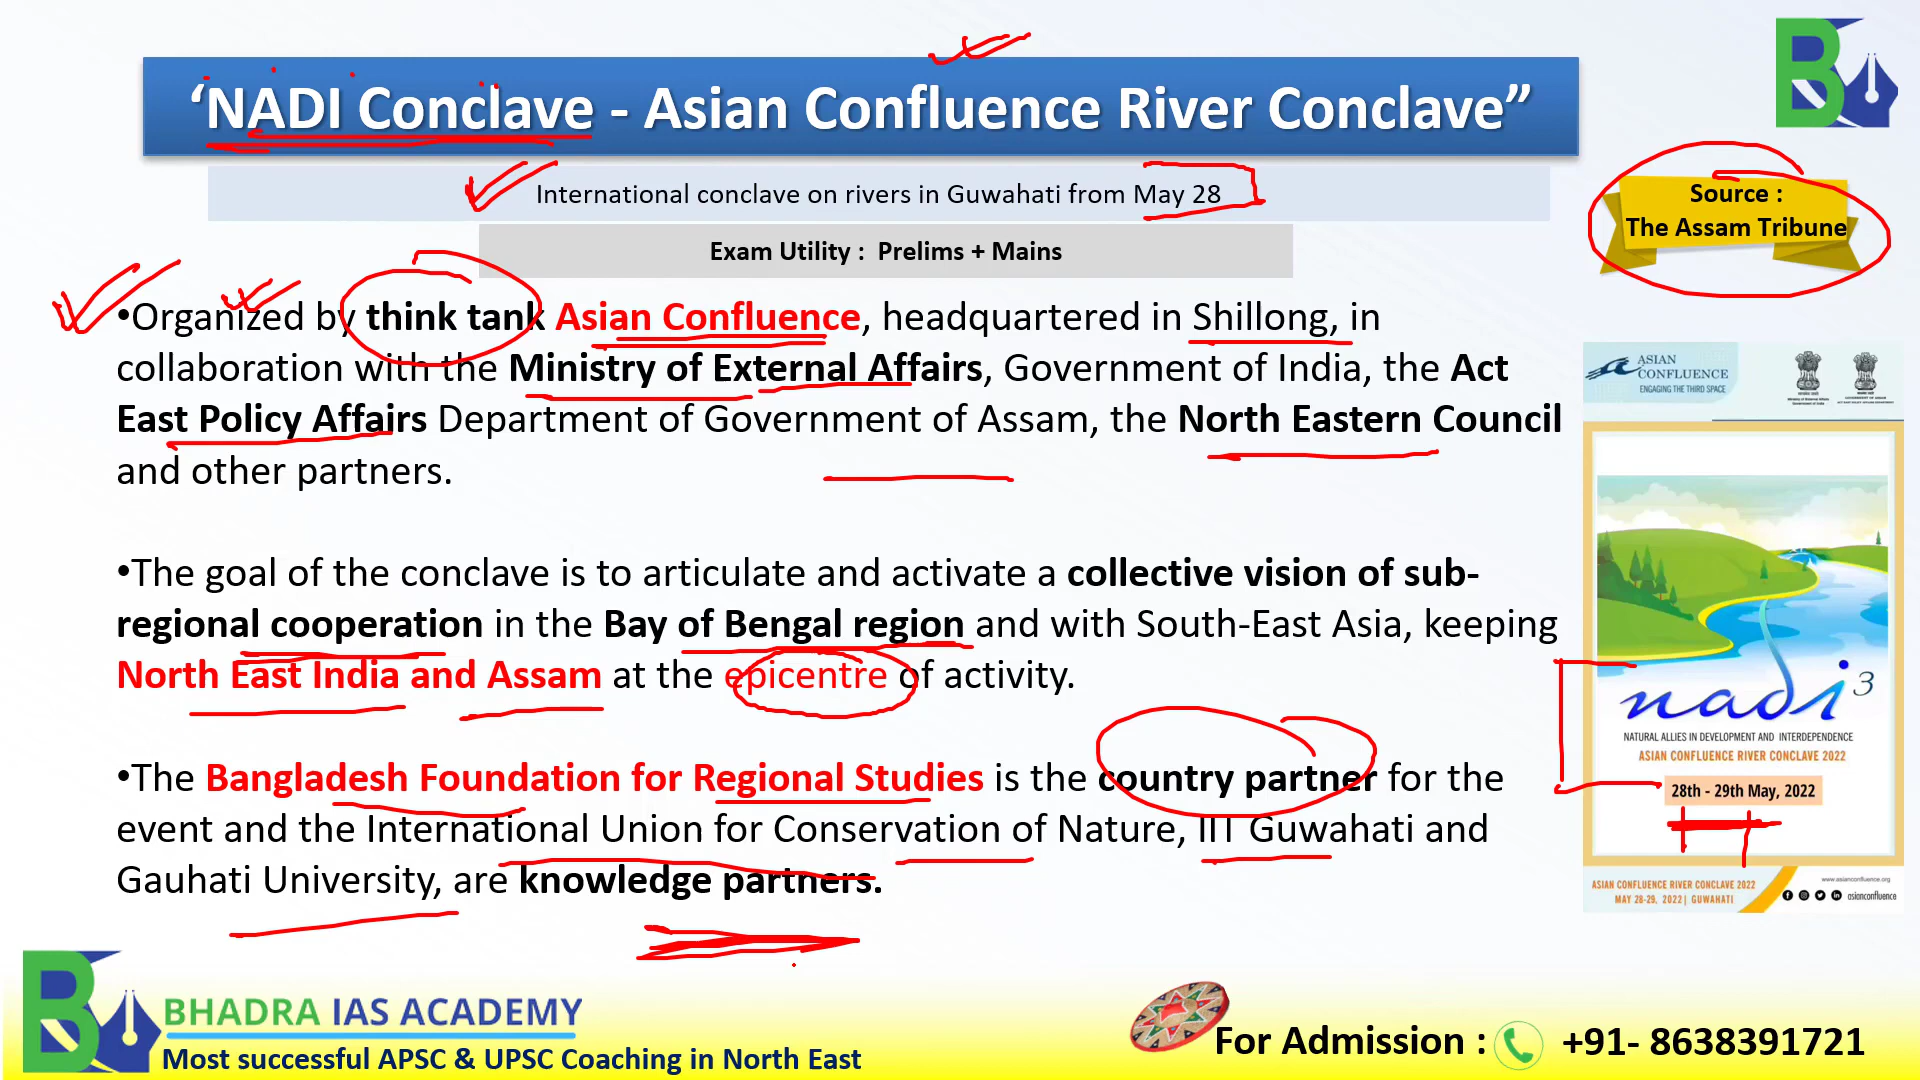 ‘NADI Conclave - Asian Confluence River Conclave”
International conclave on rivers in Guwahati from May 28
Source :
The Assam Tribune
Exam Utility : Prelims + Mains
•Organized by think tank Asian Confluence, headquartered in Shillong, in
collaboration with the Ministry of External Affairs, Government of India, the Act
East Policy Affairs Department of Government of Assam, the North Eastern Council
and other partners.
•The goal of the conclave is to articulate and activate a collective vision of sub-
regional cooperation in the Bay of Bengal region and with South-East Asia, keeping
North East India and Assam at the epicentre of activity.
•The Bangladesh Foundation for Regional Studies is the country partner for the
event and the International Union for Conservation of Nature, IIT Guwahati and
Gauhati University, are knowledge partners.
ASIAN
CONFLUENCE
ENGAGING THE THIRD SPACE
nadi 3
NATURAL ALLIES IN DEVELOPMENT AND INTERDEPENDENCE
ASIAN CONFLUENCE RIVER CONCLAVE 2022
28th - 29th May, 2022
ASIAN CONFLUENCE RIVER CONCLAVE 2022
MAY 28-29, 2022| GUWAHATI
www.asianconfluence.org
asianconfluence
B
BHADRA IAS ACADEMY
Most successful APSC & UPSC Coaching in North East
For Admission : +91- 8638391721